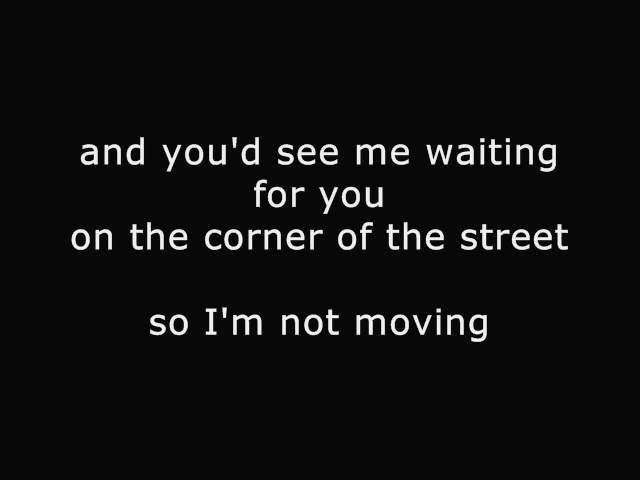 and you'd see me waiting
for you
on the corner of the street
so I'm not moving